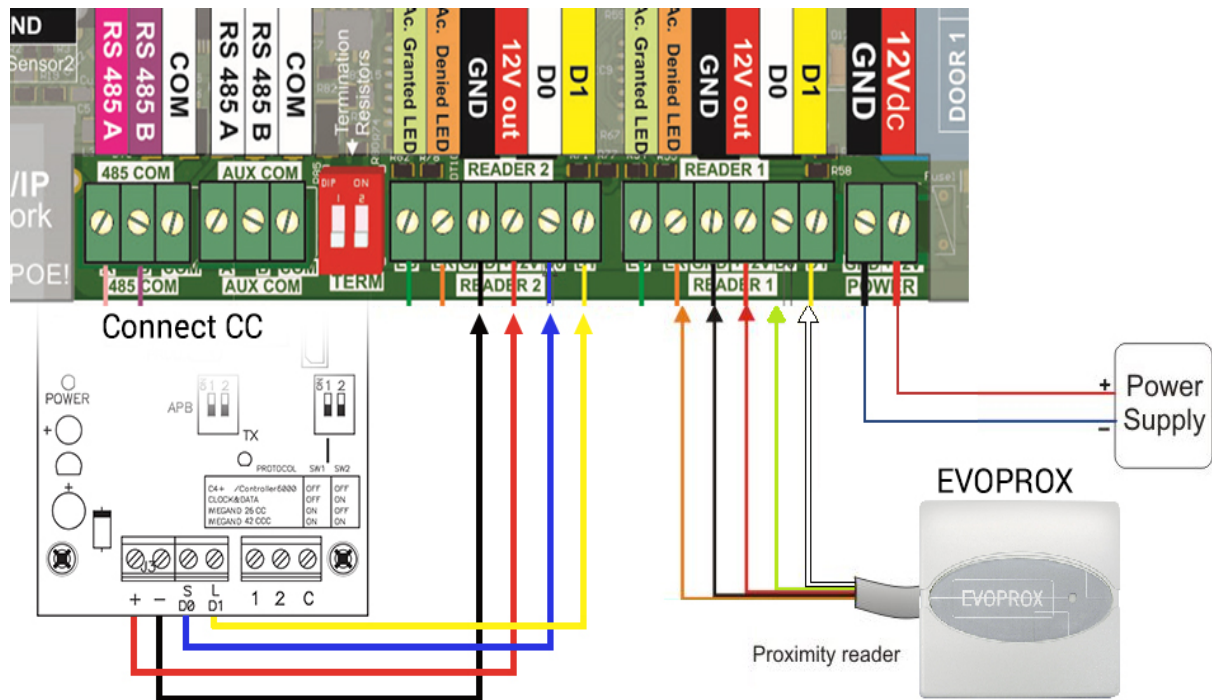 ND
Sensor2
RS 485 A
RS 485 B
COM
RS 485 A
RS 485 B
COM
Termination
Resistors
Ac. Granted LED
Ac. Denied LED
GND
12V out
D0
D1
Ac. Granted LED
Ac. Denied LED
GND
12V out
D0
D1
GND
12Vdc
DOOR 1
485 COM
AUX COM
READER 2
READER 1
R58
Fuse1
/IP
ork
POE!
DIP ON
1 2
TERM
485 COM
AUX COM
READER 2
READER 1
POWER
Connect CC
POWER
+
+
APB
ON
1 2
ON
1 2
TX
PROTOCOL SW1 SW2
C4+ /Controller6000 OFF OFF
CLOCK&DATA OFF ON
WIEGAND 26 CC ON OFF
WIEGAND 42 CCC ON ON
J3
+ − S D0 L D1 1 2 C
+ Power
− Supply
EVOPROX
EVOPROX
Proximity reader